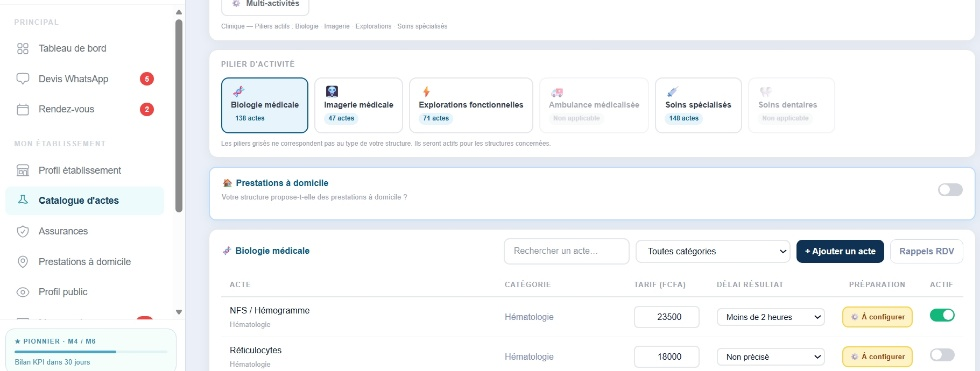 PRINCIPAL
Tableau de bord
Devis WhatsApp 6
Rendez-vous 2
MON ÉTABLISSEMENT
Profil établissement
Catalogue d'actes
Assurances
Prestations à domicile
Profil public
★ PIONNIER · M4 / M6
Bilan KPI dans 30 jours
Multi-activités
Clinique — Piliers actifs : Biologie · Imagerie · Explorations · Soins spécialisés
PILIER D'ACTIVITÉ
Biologie médicale
138 actes
Imagerie médicale
47 actes
Explorations fonctionnelles
71 actes
Ambulance médicalisée
Non applicable
Soins spécialisés
148 actes
Soins dentaires
Non applicable
Les piliers grisés ne correspondent pas au type de votre structure. Ils seront actifs pour les structures concernées.
Prestations à domicile
Votre structure propose-t-elle des prestations à domicile ?
Biologie médicale Rechercher un acte... Toutes catégories + Ajouter un acte Rappels RDV
ACTE CATÉGORIE TARIF (FCFA) DÉLAI RÉSULTAT PRÉPARATION ACTIF
NFS / Hémogramme
Hématologie
Hématologie 23500 Moins de 2 heures À configurer
Réticulocytes
Hématologie
Hématologie 18000 Non précisé À configurer